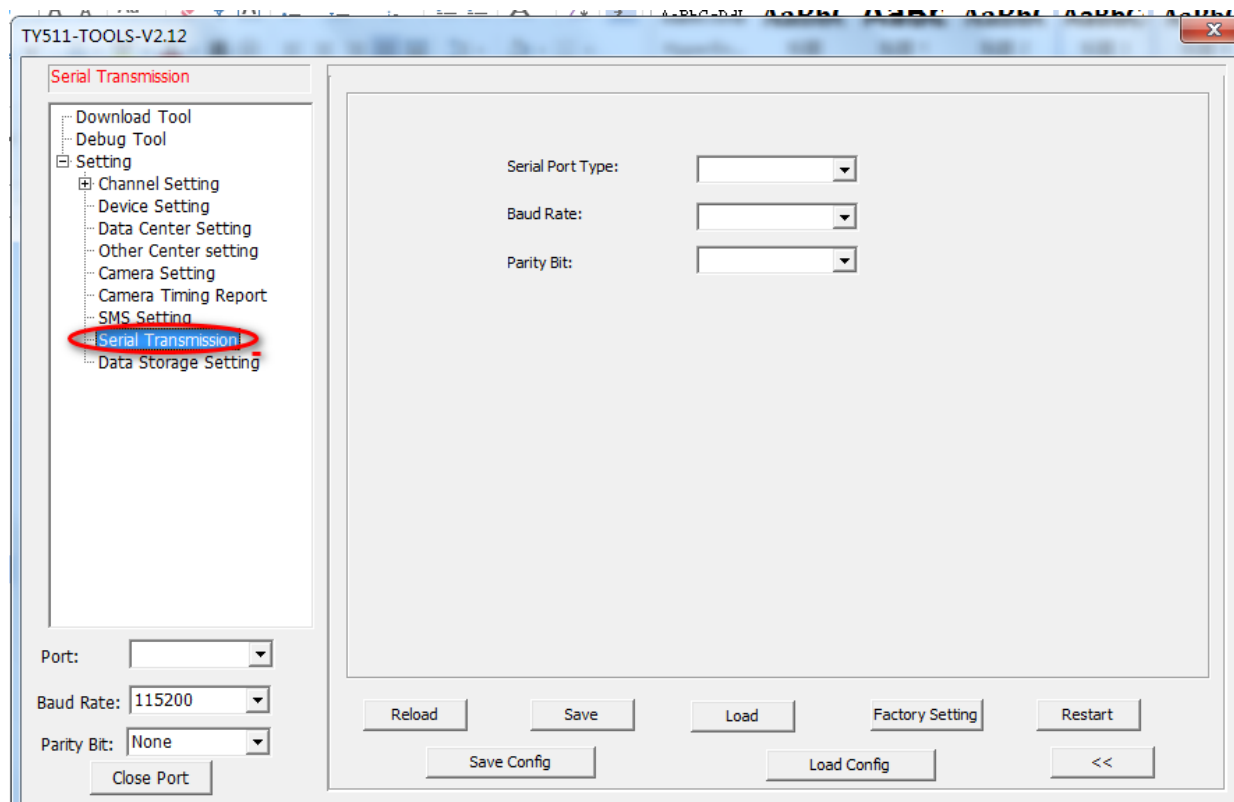 TY511-TOOLS-V2.12
Serial Transmission
Download Tool
Debug Tool
Setting
Channel Setting
Device Setting
Data Center Setting
Other Center setting
Camera Setting
Camera Timing Report
SMS Setting
Serial Transmission
Data Storage Setting
Serial Port Type:
Baud Rate:
Parity Bit:
Port:
Baud Rate: 115200
Parity Bit: None
Close Port
Reload Save Load Factory Setting Restart
Save Config Load Config <<